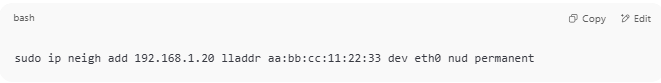 bash
Copy
Edit
sudo ip neigh add 192.168.1.20 lladdr aa:bb:cc:11:22:33 dev eth0 nud permanent